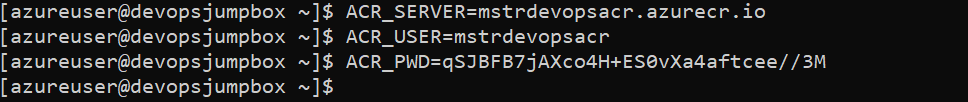 [azureuser@devopsjumpbox ~]$ ACR_SERVER=mstrdevopsacr.azurecr.io
[azureuser@devopsjumpbox ~]$ ACR_USER=mstrdevopsacr
[azureuser@devopsjumpbox ~]$ ACR_PWD=qSJBFB7jAXco4H+ES0vXa4aftcee//3M
[azureuser@devopsjumpbox ~]$